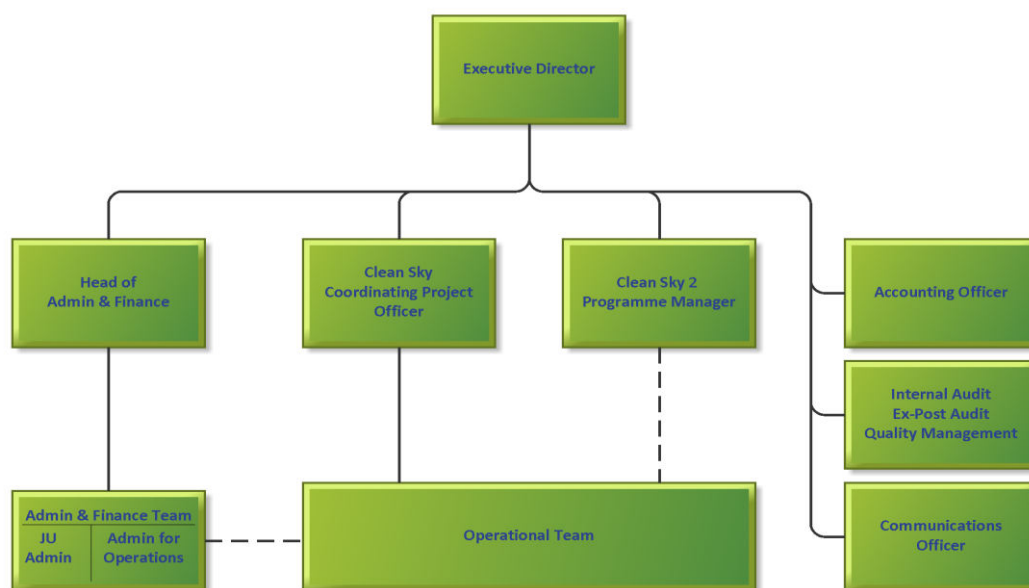 Executive Director
Head of
Admin & Finance
Clean Sky
Coordinating Project
Officer
Clean Sky 2
Programme Manager
Accounting Officer
Internal Audit
Ex-Post Audit
Quality Management
Admin & Finance Team
JU
Admin
Admin for
Operations
Operational Team
Communications
Officer